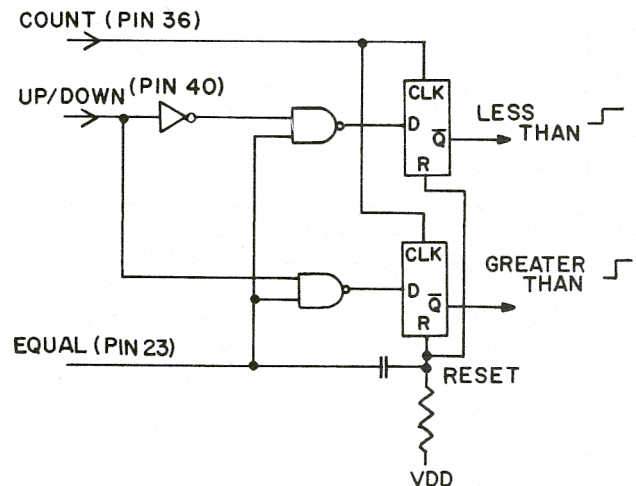 COUNT (PIN 36)
UP/DOWN (PIN 40)
CLK
D
Q
R
LESS
THAN
CLK
D
Q
R
GREATER
THAN
EQUAL (PIN 23)
RESET
VDD